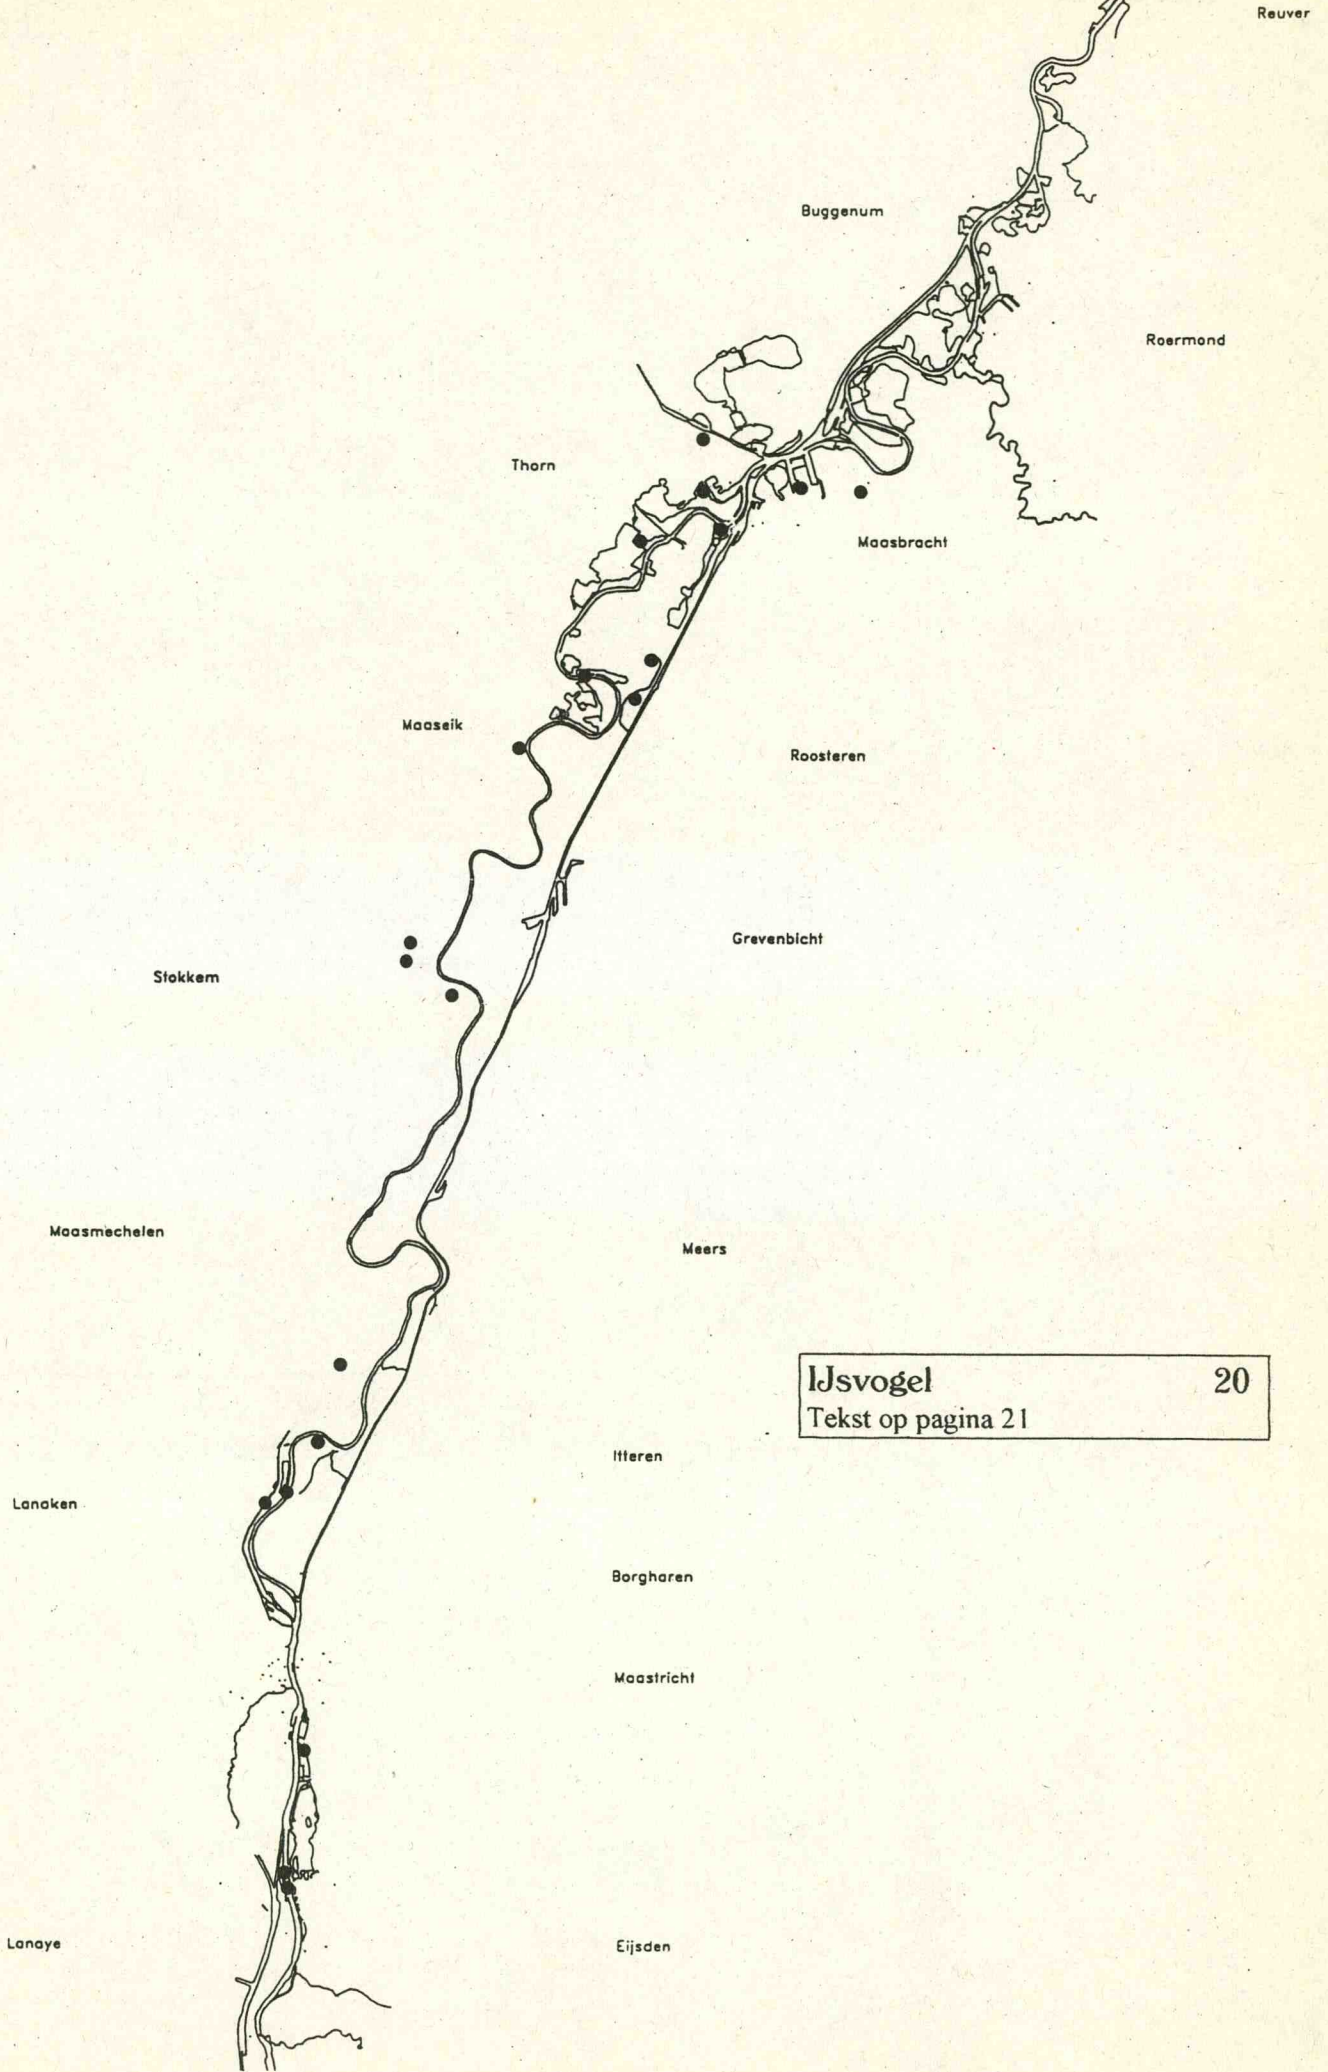 Reuver
Buggenum
Roermond
Thorn
Maasbracht
Maaseik
Roosteren
Grevenbicht
Stokkem
Maasmechelen
Meers
IJsvogel 20
Tekst op pagina 21
Itteren
Lanaken
Borgharen
Maastricht
Lanaye
Eijsden